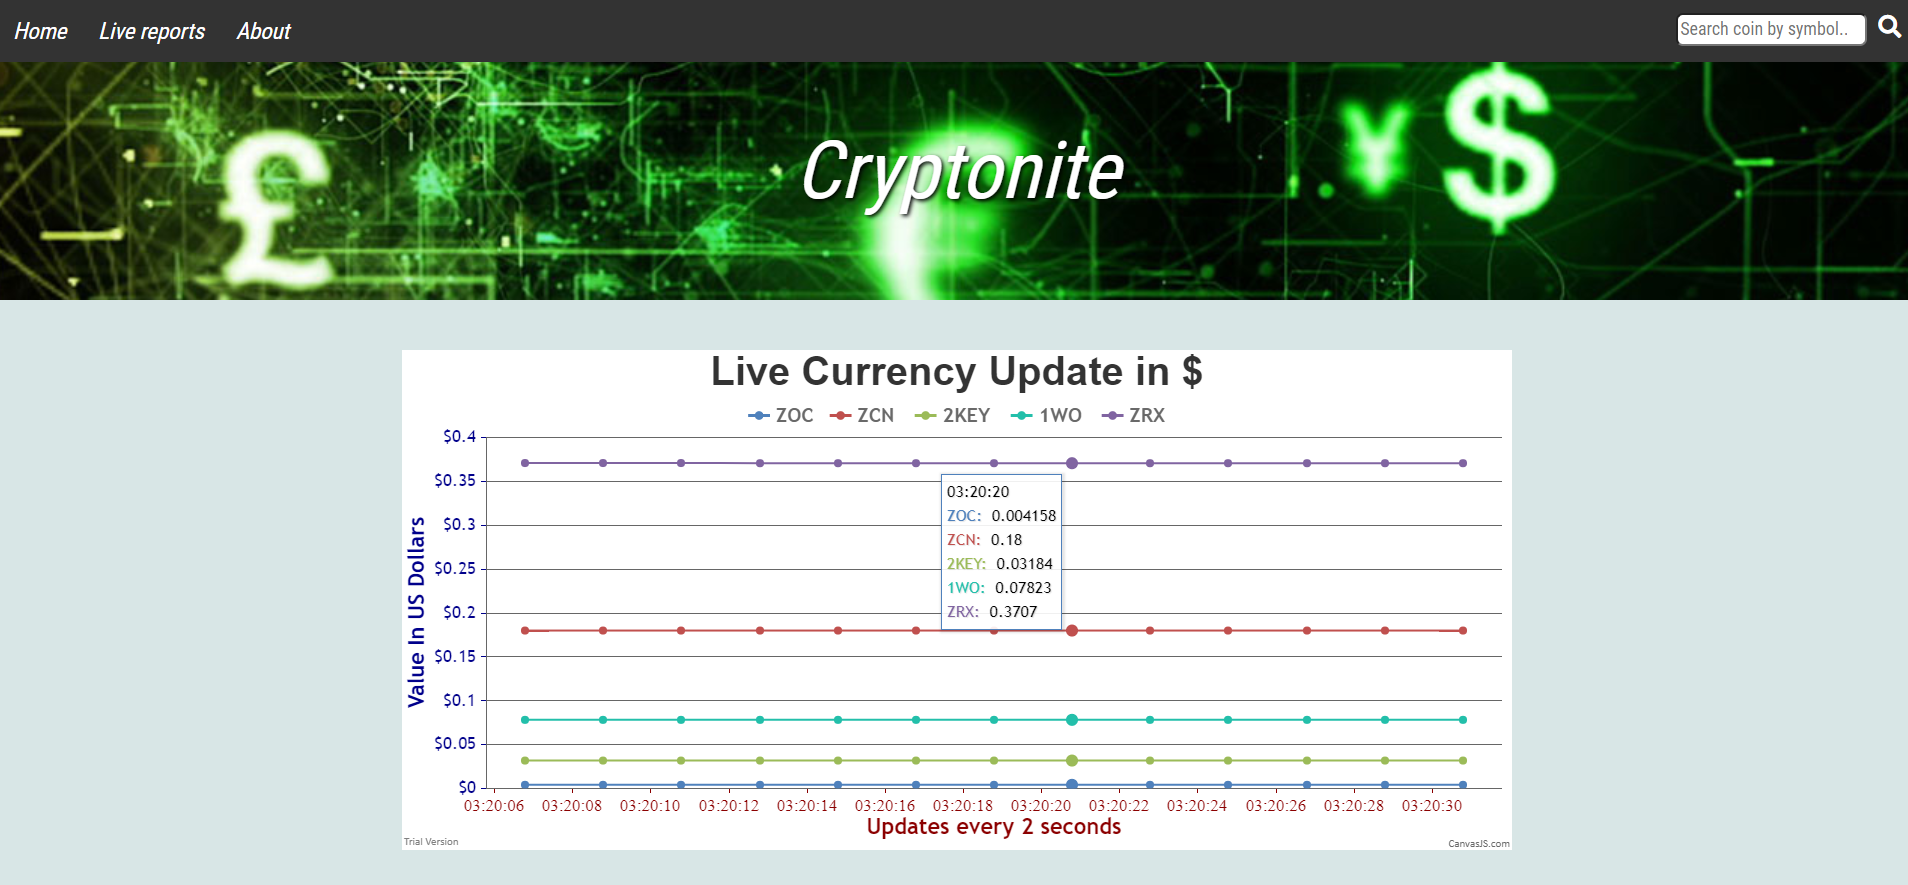 Home Live reports About Search coin by symbol..
£ ¥ $
Cryptonite
Live Currency Update in $
ZOC ZCN 2KEY 1WO ZRX
Value In US Dollars
$0.4
$0.35
$0.3
$0.25
$0.2
$0.15
$0.1
$0.05
$0
03:20:20
ZOC: 0.004158
ZCN: 0.18
2KEY: 0.03184
1WO: 0.07823
ZRX: 0.3707
03:20:06 03:20:08 03:20:10 03:20:12 03:20:14 03:20:16 03:20:18 03:20:20 03:20:22 03:20:24 03:20:26 03:20:28 03:20:30
Updates every 2 seconds
Trial Version CanvasJS.com